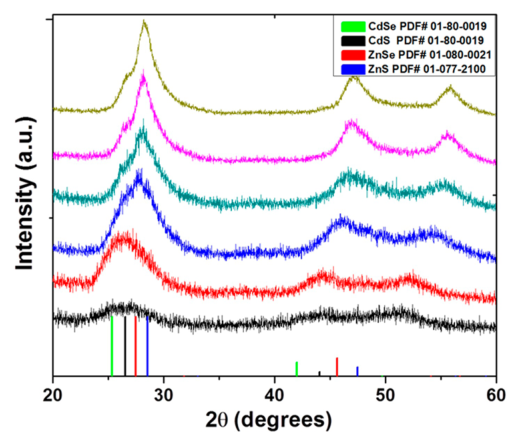 CdSe PDF# 01-80-0019
CdS PDF# 01-80-0019
ZnSe PDF# 01-080-0021
ZnS PDF# 01-077-2100
Intensity (a.u.)
20 30 40 50 60
2θ (degrees)